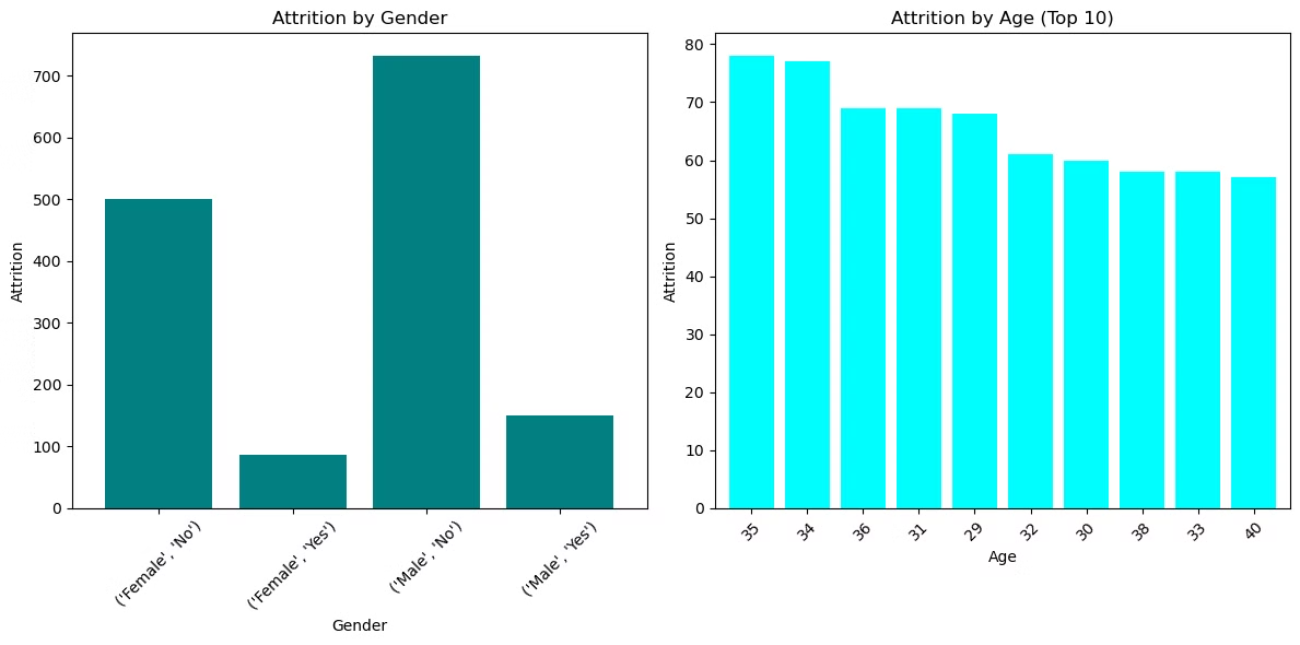 Attrition by Gender
Attrition
700
600
500
400
300
200
100
0
('Female', 'No')
('Female', 'Yes')
('Male', 'No')
('Male', 'Yes')
Gender
Attrition by Age (Top 10)
Attrition
80
70
60
50
40
30
20
10
0
35
34
36
31
29
32
30
38
33
40
Age